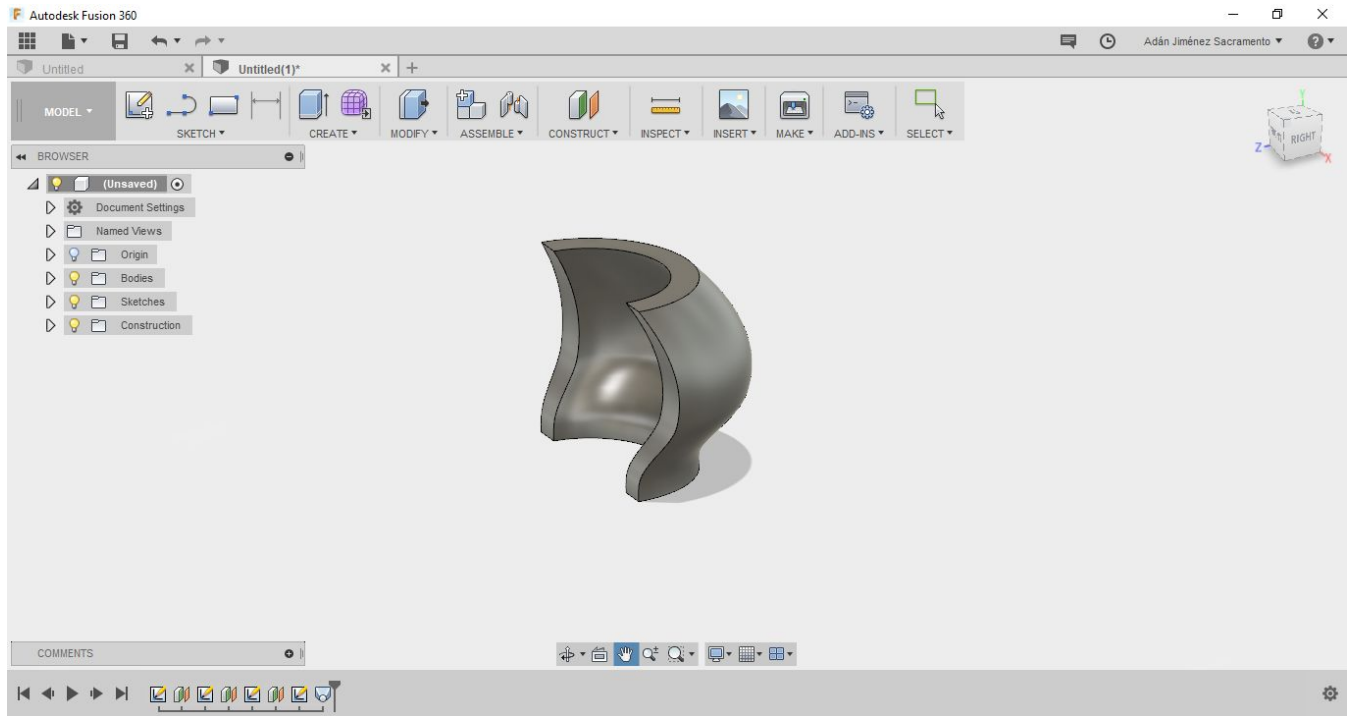 Autodesk Fusion 360
Adán Jiménez Sacramento
Untitled
Untitled(1)*
MODEL
SKETCH
CREATE
MODIFY
ASSEMBLE
CONSTRUCT
INSPECT
INSERT
MAKE
ADD-INS
SELECT
Y
RIGHT
Z
X
BROWSER
(Unsaved)
Document Settings
Named Views
Origin
Bodies
Sketches
Construction
COMMENTS